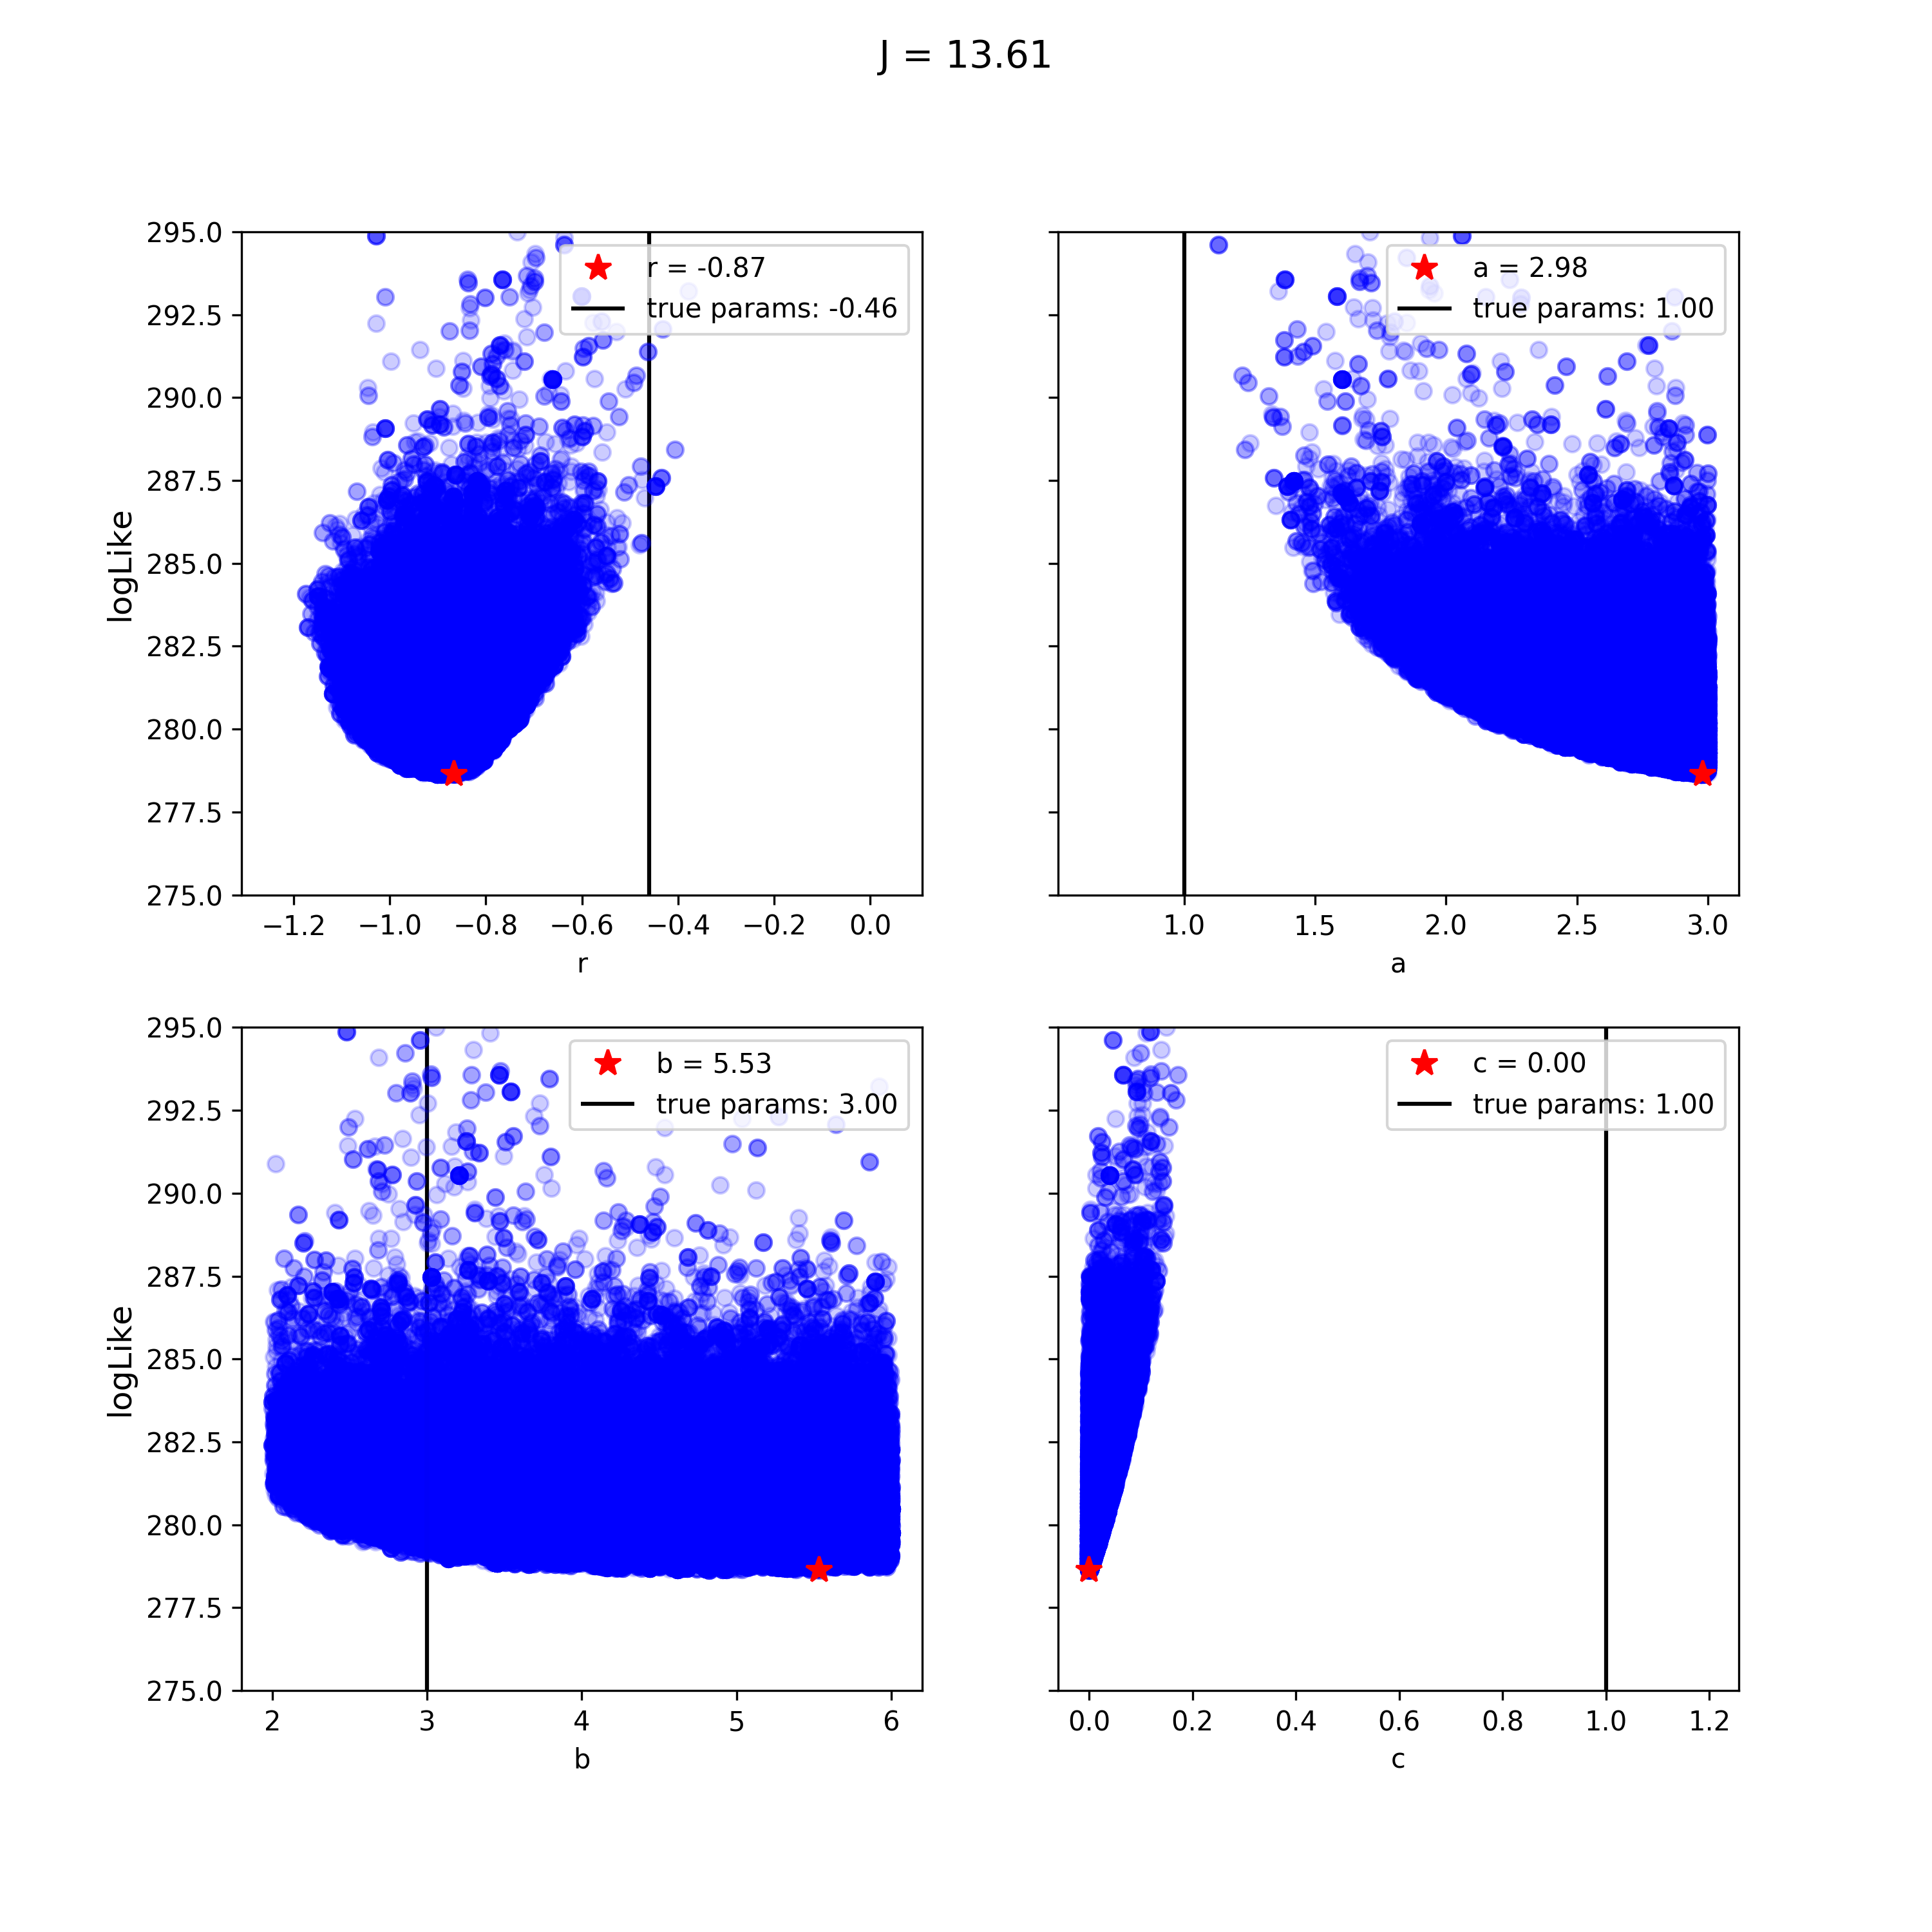 J = 13.61
295.0
292.5
290.0
287.5
285.0
282.5
280.0
277.5
275.0
logLike
r = -0.87
true params: -0.46
−1.2 −1.0 −0.8 −0.6 −0.4 −0.2 0.0
r
a = 2.98
true params: 1.00
1.0 1.5 2.0 2.5 3.0
a
295.0
292.5
290.0
287.5
285.0
282.5
280.0
277.5
275.0
logLike
b = 5.53
true params: 3.00
2 3 4 5 6
b
c = 0.00
true params: 1.00
0.0 0.2 0.4 0.6 0.8 1.0 1.2
c